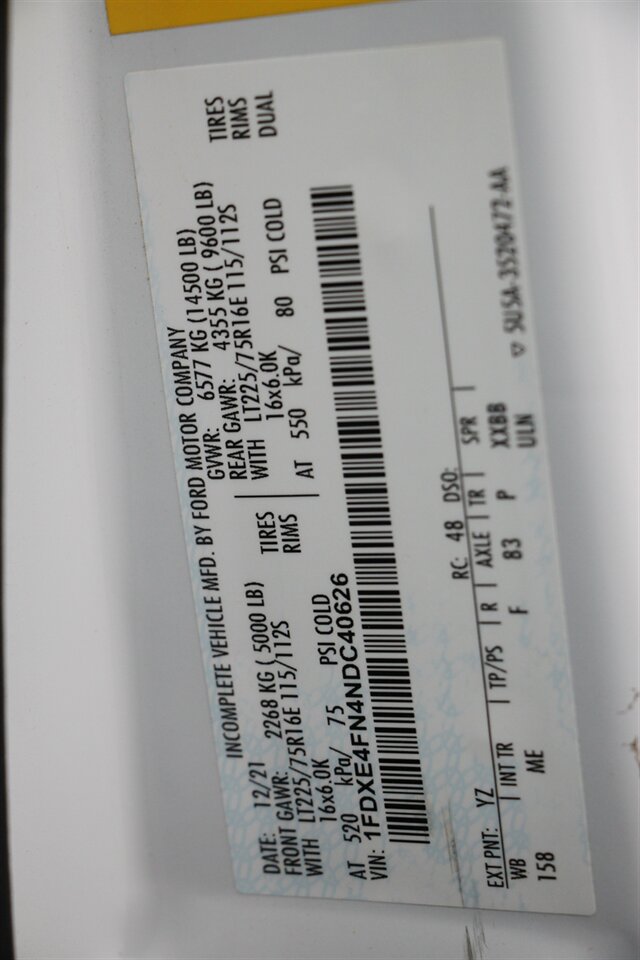 INCOMPLETE VEHICLE MFD. BY FORD MOTOR COMPANY
DATE: 12/21 GVWR: 6577 KG (14500 LB)
FRONT GAWR: 2268 KG ( 5000 LB) REAR GAWR: 4355 KG ( 9600 LB)
WITH LT225/75R16E 115/112S TIRES WITH LT225/75R16E 115/112S TIRES
16x6.0K RIMS 16x6.0K RIMS
AT 520 kPa/ 75 PSI COLD AT 550 kPa/ 80 PSI COLD DUAL
VIN: 1FDXE4FN4NDC40626
EXT PNT: YZ RC: 48 DSO:
WB INT TR TP/PS R AXLE TR SPR
158 ME F 83 P XXBB
ULN
▽ 5U5A-3520472-AA